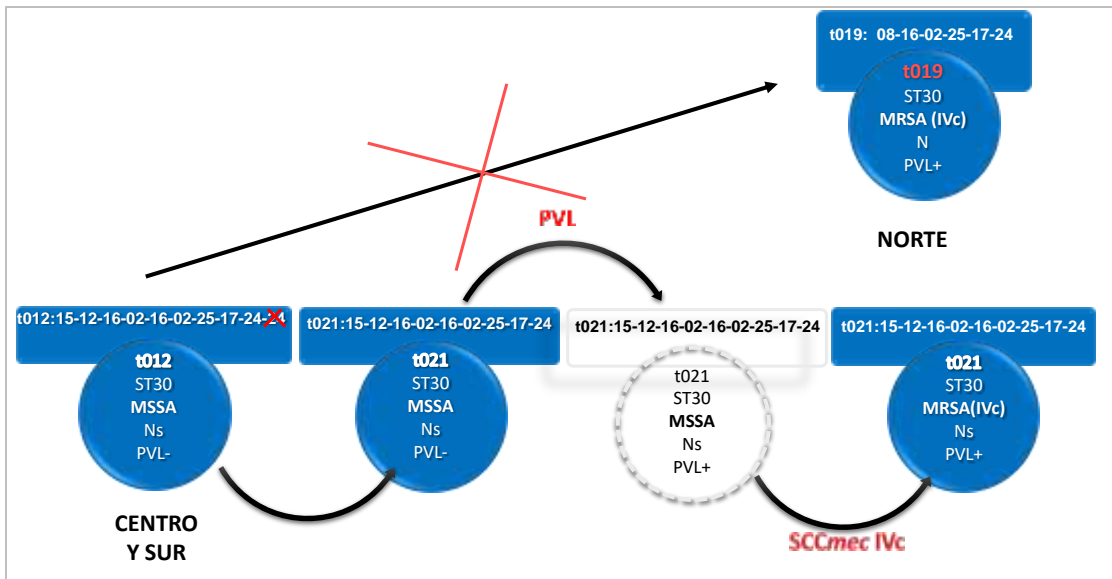 t019:  08-16-02-25-17-24
t019
ST30
MRSA (IVc)
N
PVL+
NORTE
PVL
t012:15-12-16-02-16-02-25-17-24-24
t012
ST30
MSSA
Ns
PVL-
CENTRO
Y SUR
t021:15-12-16-02-16-02-25-17-24
t021
ST30
MSSA
Ns
PVL-
t021:15-12-16-02-16-02-25-17-24
t021
ST30
MSSA
Ns
PVL+
SCCmec IVc
t021:15-12-16-02-16-02-25-17-24
t021
ST30
MRSA(IVc)
Ns
PVL+